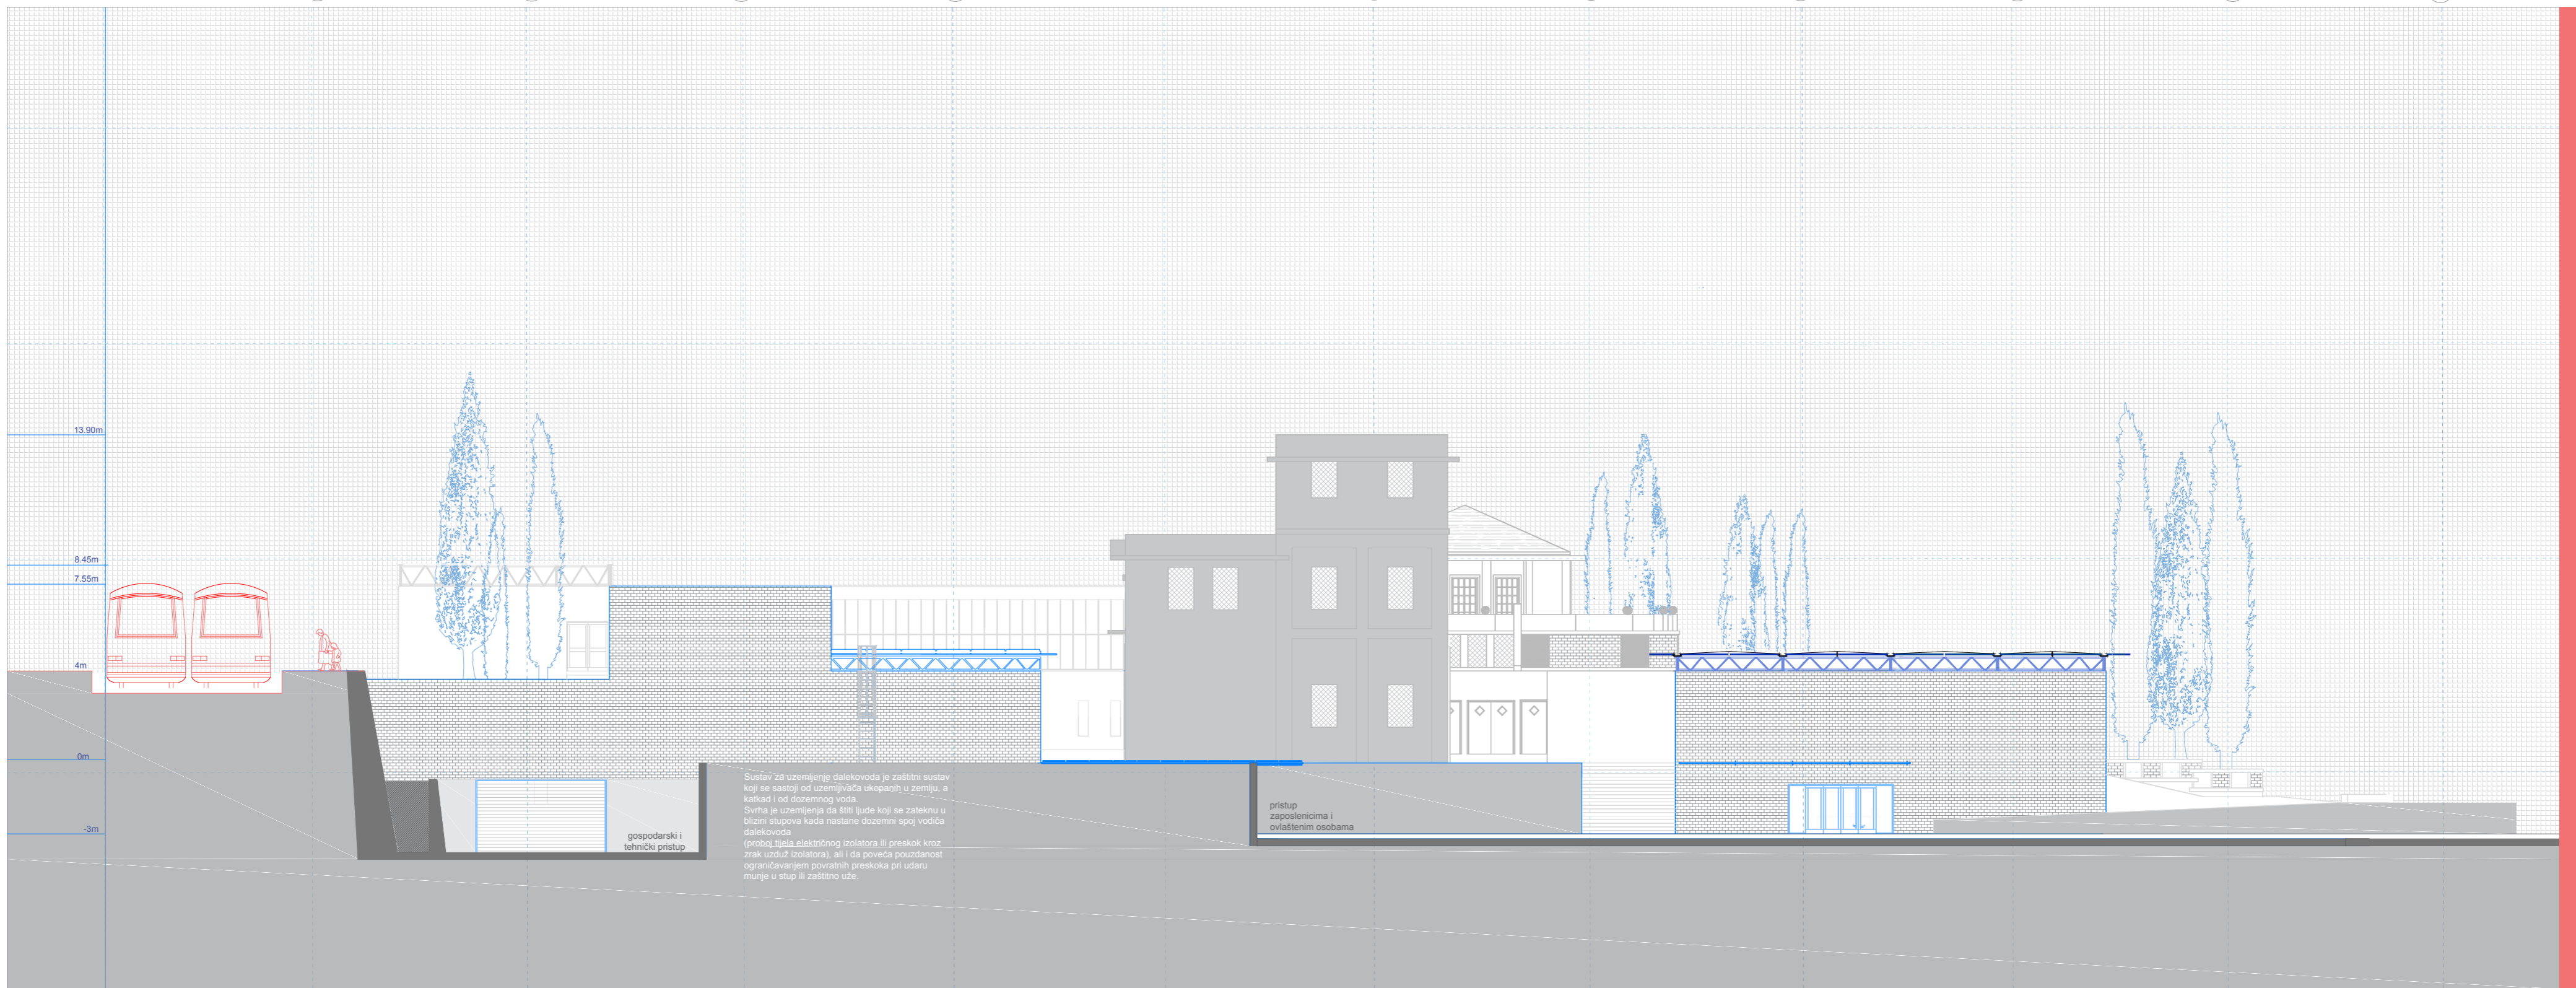 13.90m
8.45m
7.55m
4m
0m
-3m
gospodarski i
tehnički pristup
Sustav za uzemljenje dalekovoda je zaštitni sustav
koji se sastoji od uzemljivača ukopanih u zemlju, a
katkad i od dozemnog voda.
Svrha je uzemljenja da štiti ljude koji se zateknu u
blizini stupova kada nastane dozemni spoj vodiča
dalekovoda
(proboj tijela električnog izolatora ili preskok kroz
zrak uzduž izolatora), ali i da poveća pouzdanost
ograničavanjem povratnih preskoka pri udaru
munje u stup ili zaštitno uže.
pristup
zaposlenicima i
ovlaštenim osobama